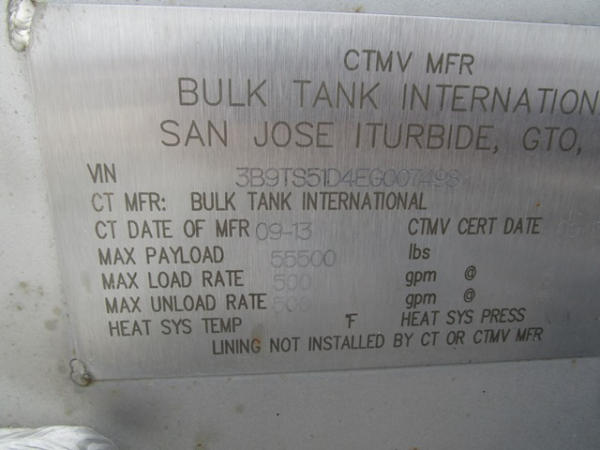 CTMV MFR
BULK TANK INTERNATION
SAN JOSE ITURBIDE, GTO,
VIN 3B9TS51D4EG007498
CT MFR: BULK TANK INTERNATIONAL
CT DATE OF MFR 09-13 CTMV CERT DATE
MAX PAYLOAD 55500 lbs
MAX LOAD RATE 500 gpm @
MAX UNLOAD RATE 500 gpm @
HEAT SYS TEMP °F HEAT SYS PRESS
LINING NOT INSTALLED BY CT OR CTMV MFR